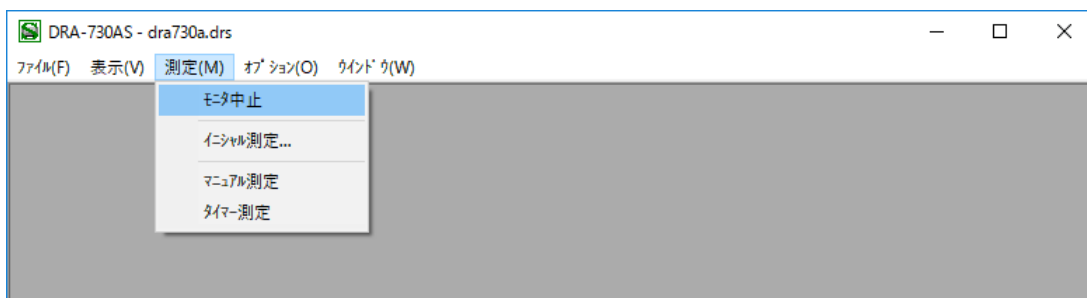 DRA-730AS - dra730a.drs
ﾌｧｲﾙ(F) 表示(V) 測定(M) ｵﾌﾟｼｮﾝ(O) ｳｲﾝﾄﾞｳ(W)
ﾓﾆﾀ中止
ｲﾆｼｬﾙ測定...
ﾏﾆｭｱﾙ測定
ﾀｲﾏｰ測定